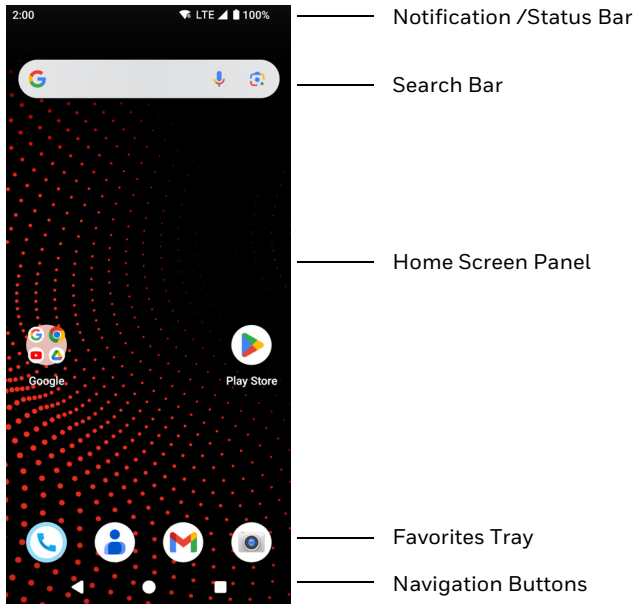 2:00 LTE 100%
Notification /Status Bar
Search Bar
Home Screen Panel
Google
Play Store
Favorites Tray
Navigation Buttons